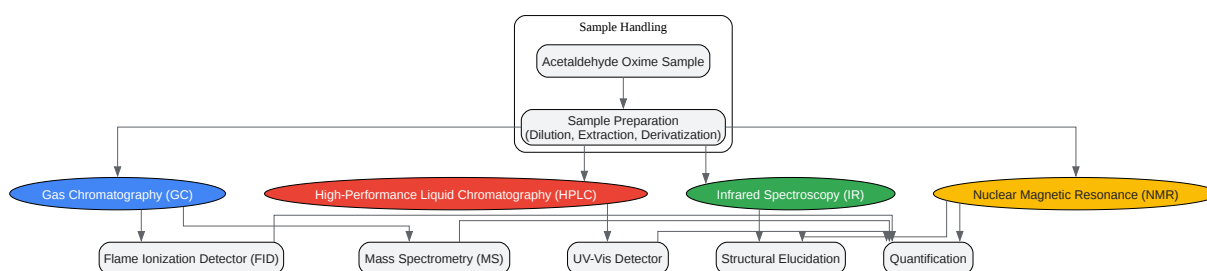 Sample Handling
Acetaldehyde Oxime Sample
Sample Preparation
(Dilution, Extraction, Derivatization)
Gas Chromatography (GC)
High-Performance Liquid Chromatography (HPLC)
Infrared Spectroscopy (IR)
Nuclear Magnetic Resonance (NMR)
Flame Ionization Detector (FID)
Mass Spectrometry (MS)
UV-Vis Detector
Structural Elucidation
Quantification